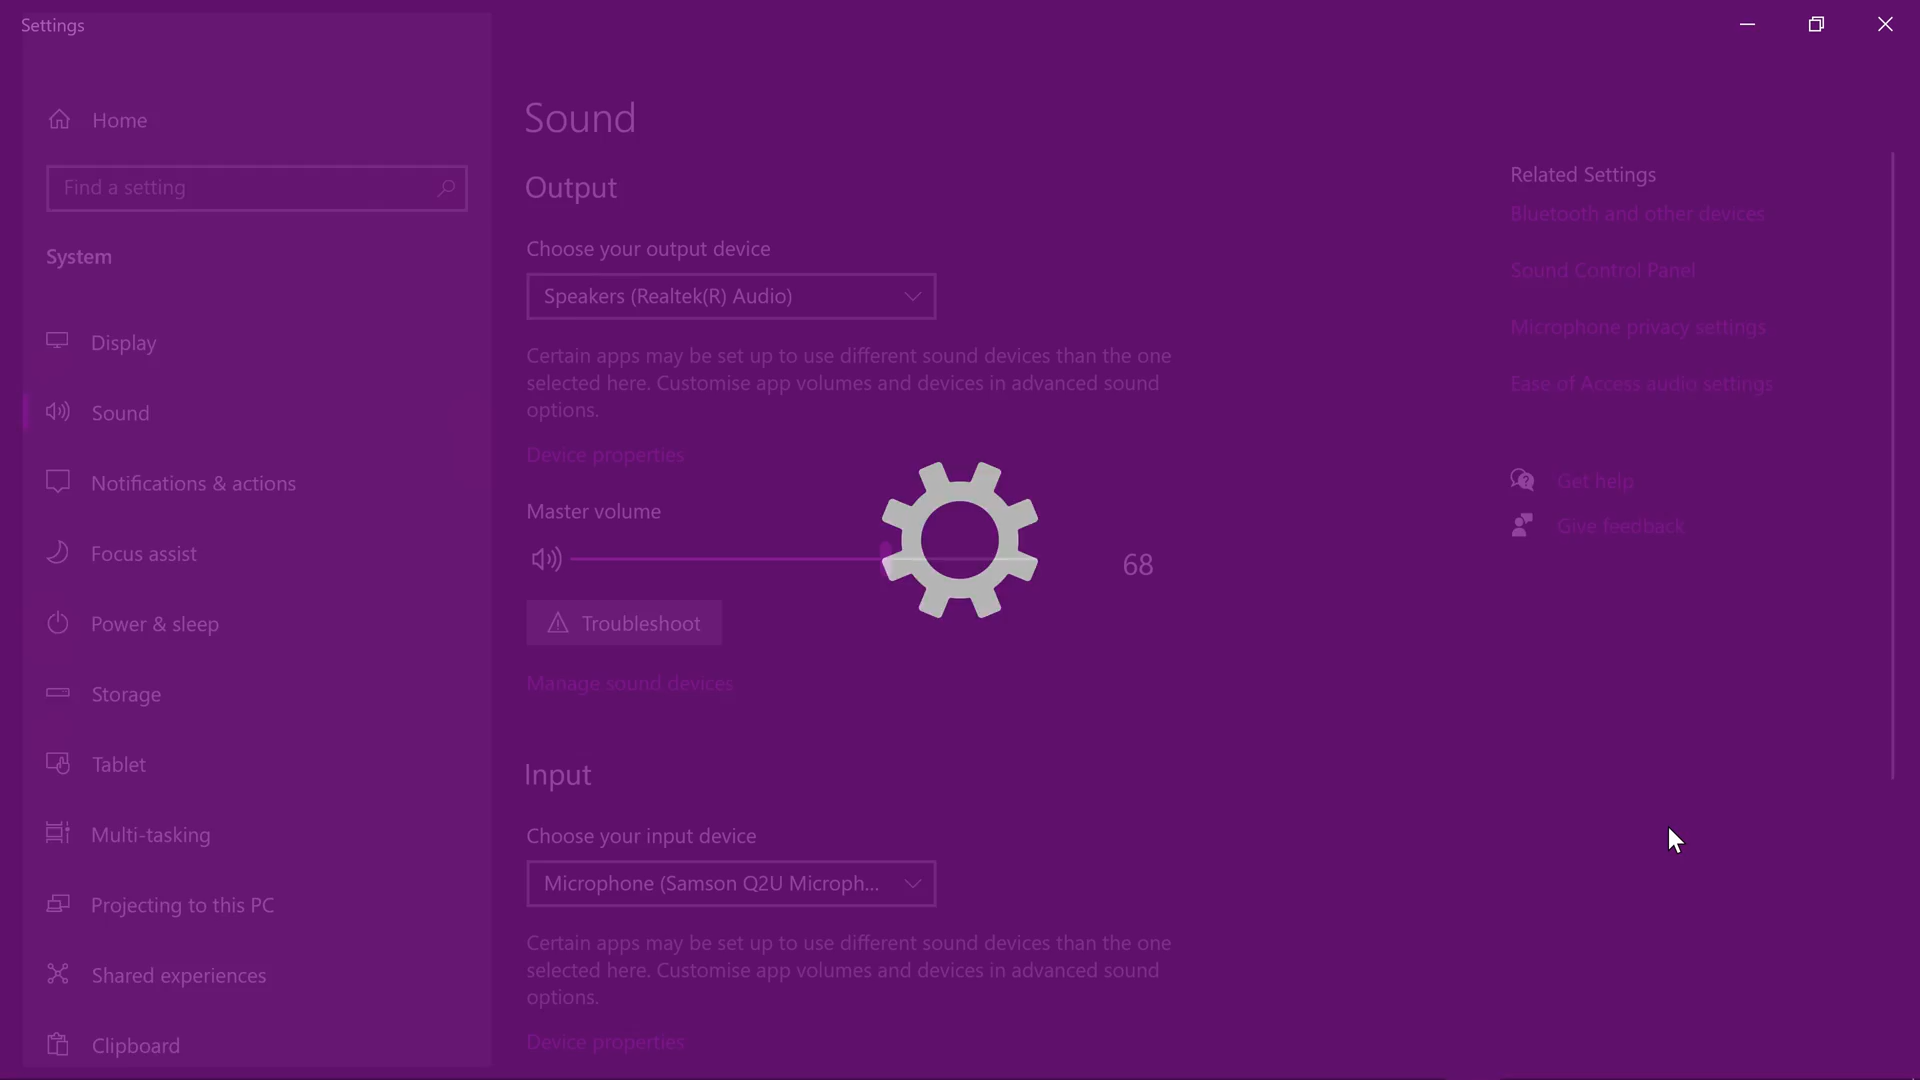 Settings
Home
Find a setting
System
Display
Sound
Notifications & actions
Focus assist
Power & sleep
Storage
Tablet
Multi-tasking
Projecting to this PC
Shared experiences
Clipboard
Sound
Output
Choose your output device
Speakers (Realtek(R) Audio)
Certain apps may be set up to use different sound devices than the one
selected here. Customise app volumes and devices in advanced sound
options.
Device properties
Master volume
68
Troubleshoot
Manage sound devices
Input
Choose your input device
Microphone (Samson Q2U Microph...
Certain apps may be set up to use different sound devices than the one
selected here. Customise app volumes and devices in advanced sound
options.
Device properties
Related Settings
Bluetooth and other devices
Sound Control Panel
Microphone privacy settings
Ease of Access audio settings
Get help
Give feedback